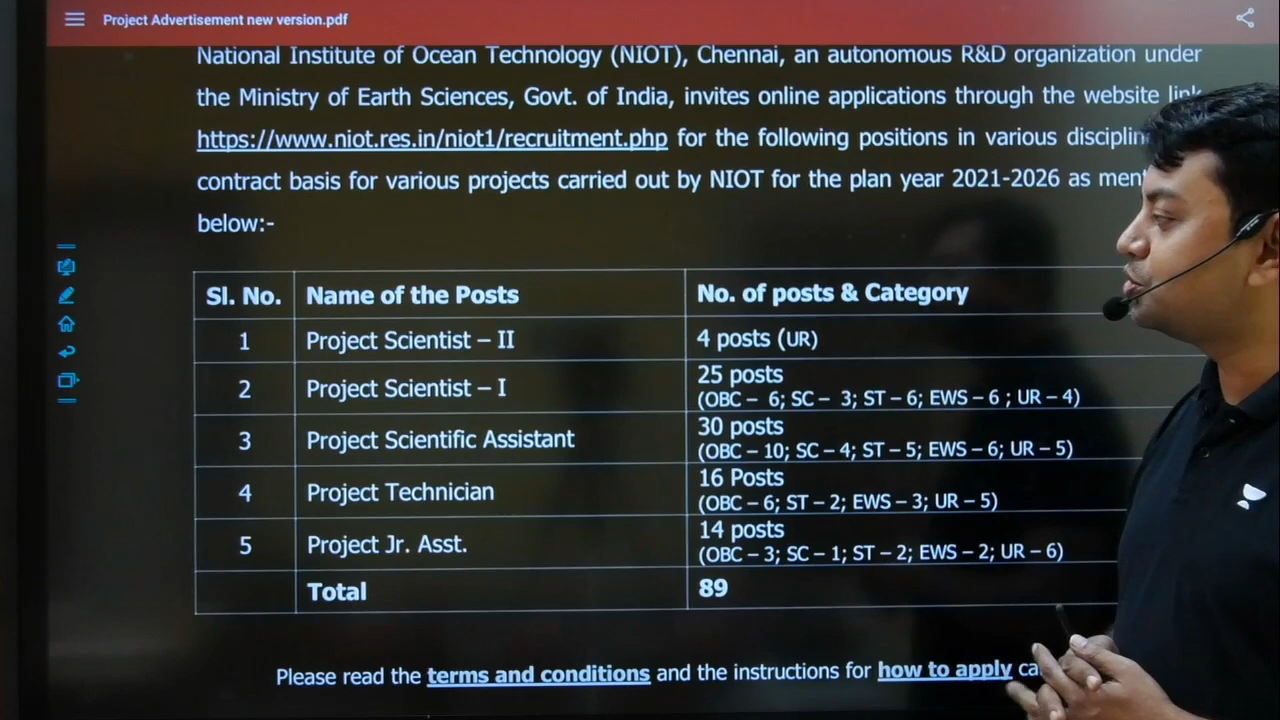 Project Advertisement new version.pdf
National Institute of Ocean Technology (NIOT), Chennai, an autonomous R&D organization under
the Ministry of Earth Sciences, Govt. of India, invites online applications through the website link
https://www.niot.res.in/niot1/recruitment.php for the following positions in various
contract basis for various projects carried out by NIOT for the plan year 2021-2026 as
below:-
Sl. No. Name of the Posts No. of posts & Category
1 Project Scientist – II 4 posts (UR)
2 Project Scientist – I 25 posts
(OBC – 6; SC – 3; ST – 6; EWS – 6 ; UR – 4)
3 Project Scientific Assistant 30 posts
(OBC – 10; SC – 4; ST – 5; EWS – 6; UR – 5)
4 Project Technician 16 Posts
(OBC – 6; ST – 2; EWS – 3; UR – 5)
5 Project Jr. Asst. 14 posts
(OBC – 3; SC – 1; ST – 2; EWS – 2; UR – 6)
Total 89
Please read the terms and conditions and the instructions for how to apply